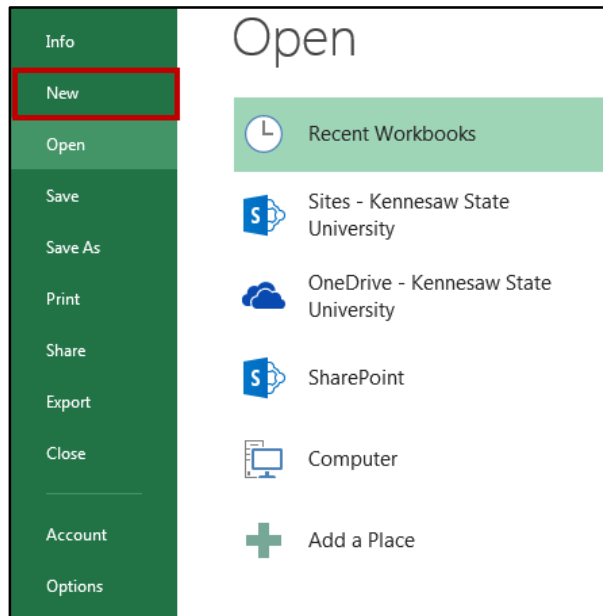 Info
New
Open
Save
Save As
Print
Share
Export
Close
Account
Options
Open
Recent Workbooks
Sites - Kennesaw State
University
OneDrive - Kennesaw State
University
SharePoint
Computer
Add a Place